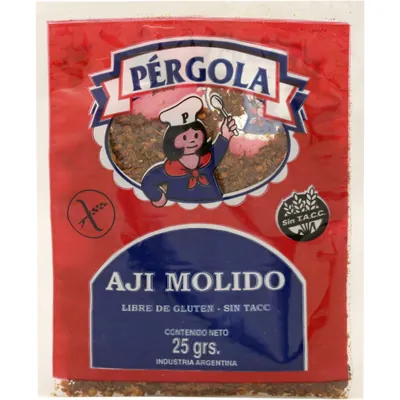 PÉRGOLA
P
Sin T.A.C.C.
AJI MOLIDO
LIBRE DE GLUTEN - SIN TACC
CONTENIDO NETO
25 grs.
INDUSTRIA ARGENTINA